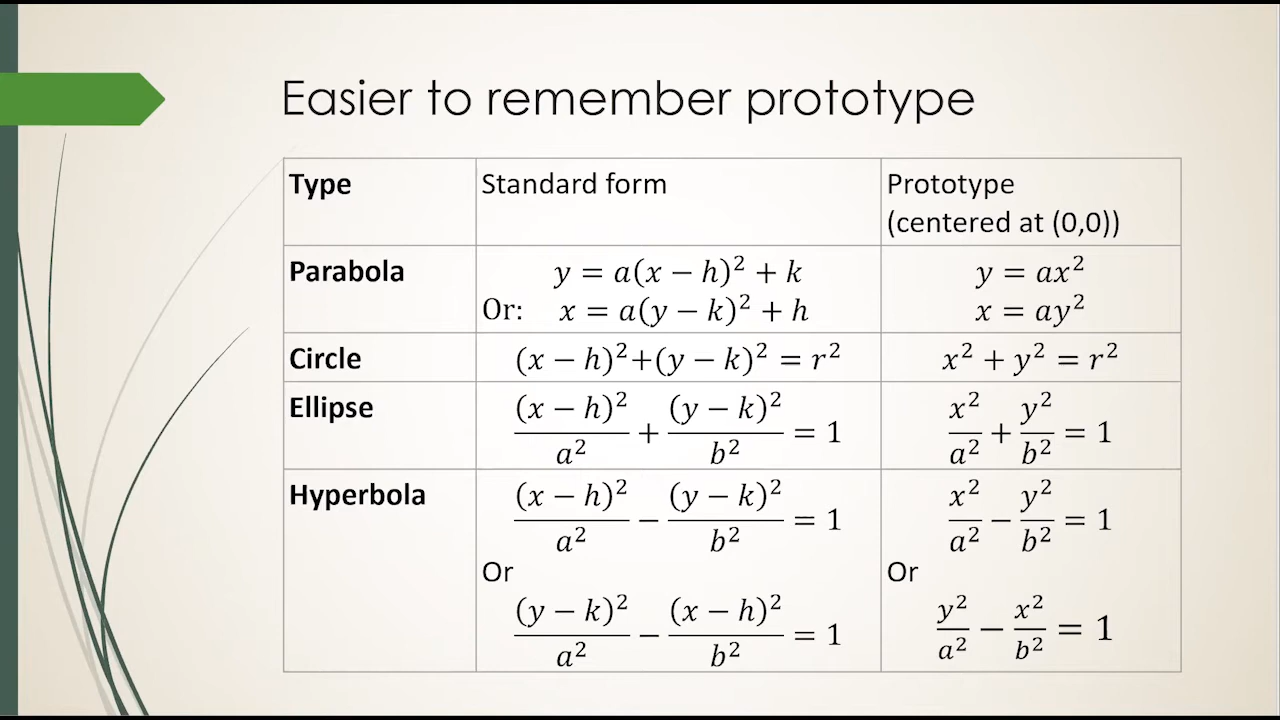 Easier to remember prototype
Type Standard form Prototype
(centered at (0,0))
Parabola y = a(x − h)² + k y = ax²
Or: x = a(y − k)² + h x = ay²
Circle (x − h)²+(y − k)² = r² x² + y² = r²
Ellipse (x − h)²/a² + (y − k)²/b² = 1 x²/a² + y²/b² = 1
Hyperbola (x − h)²/a² − (y − k)²/b² = 1 x²/a² − y²/b² = 1
Or Or
(y − k)²/a² − (x − h)²/b² = 1 y²/a² − x²/b² = 1